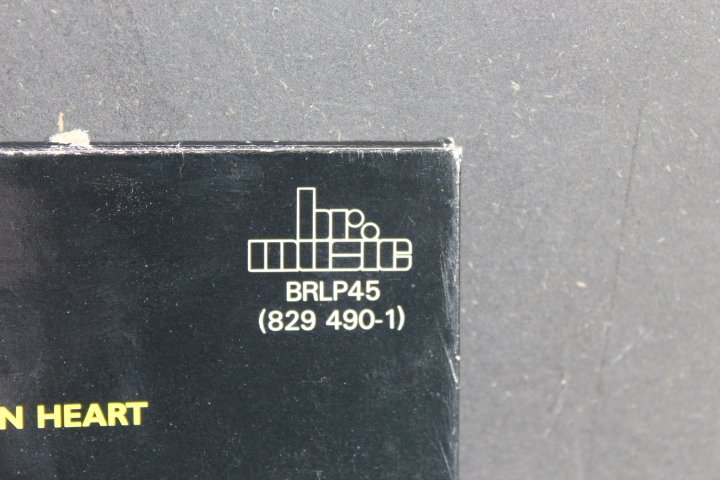 br.
music
BRLP45
(829 490-1)
N HEART